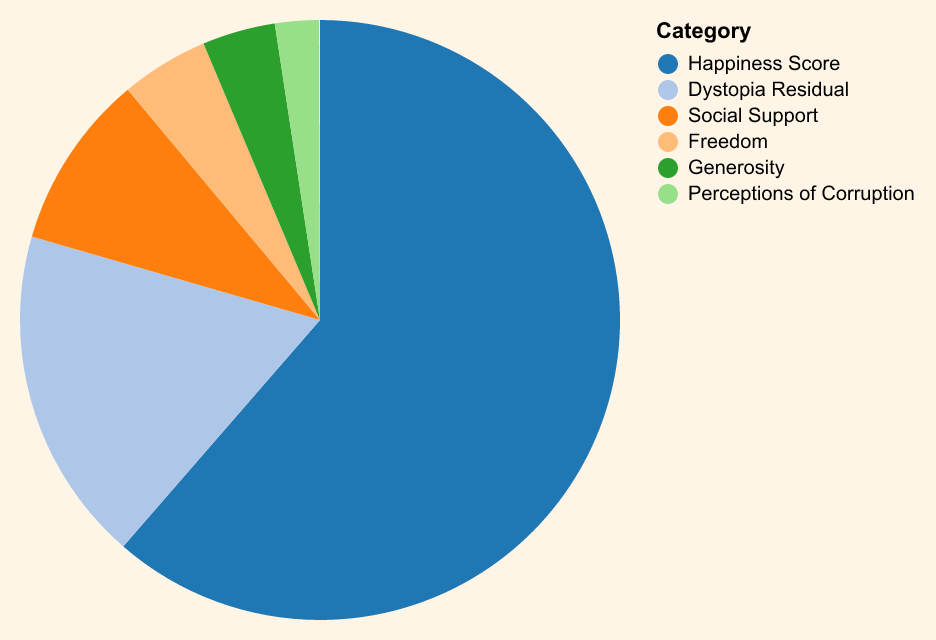 Category
Happiness Score
Dystopia Residual
Social Support
Freedom
Generosity
Perceptions of Corruption